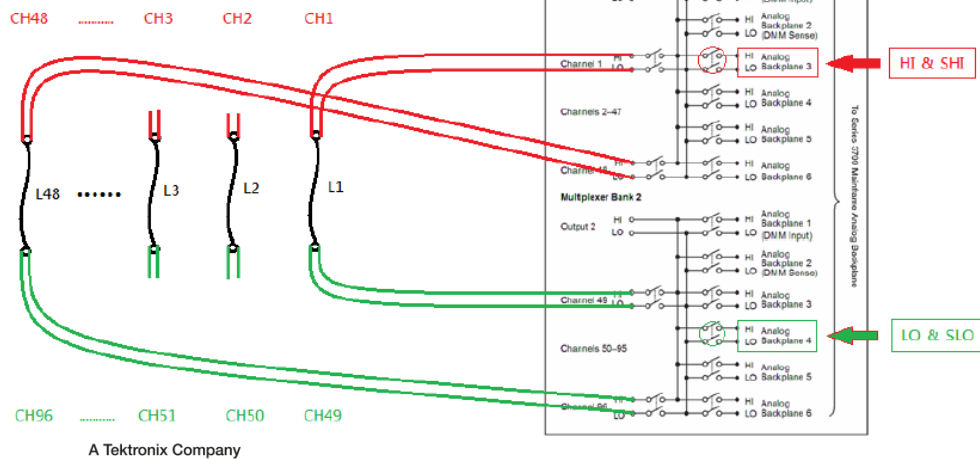 CH48 ............ CH3 CH2 CH1
HI Analog
Backplane 2
LO (DMM Sense)
Channel 1
HI Analog
LO Backplane 3
HI & SHI
Channels 2–47
HI Analog
LO Backplane 4
HI Analog
LO Backplane 5
HI Analog
LO Backplane 6
To Series 3700 Mainframe Analog Backplane
L48 ...... L3 L2 L1
Multiplexer Bank 2
Output 2
HI
LO
HI Analog
Backplane 1
LO (DMM Input)
HI Analog
Backplane 2
LO (DMM Sense)
Channel 49
HI Analog
LO Backplane 3
Channels 50–95
HI Analog
LO Backplane 4
LO & SLO
HI Analog
LO Backplane 5
Channel 96
HI
LO
HI Analog
LO Backplane 6
CH96 ............ CH51 CH50 CH49
A Tektronix Company